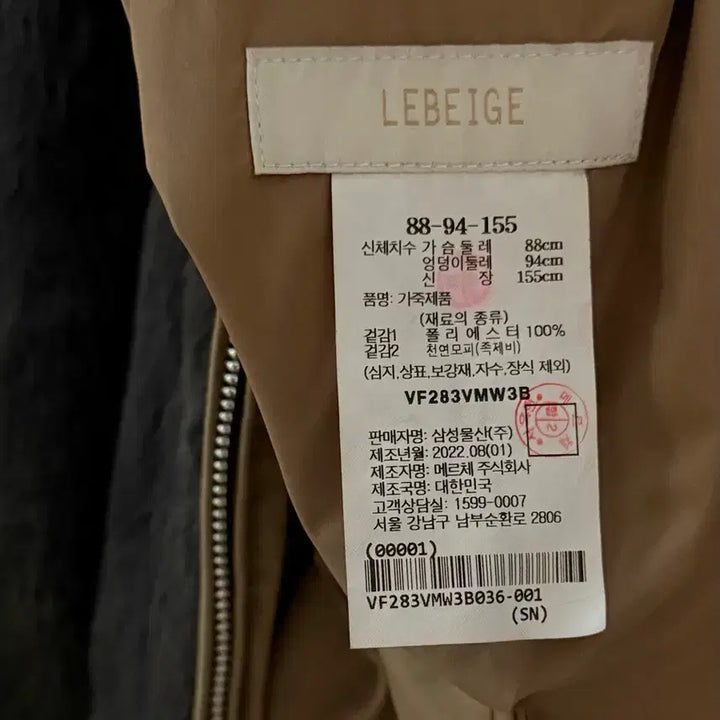 LEBEIGE
88-94-155
신체치수 가 슴 둘 레 88cm
엉덩이둘레 94cm
신 장 155cm
품명: 가죽제품
(재료의 종류)
겉감1 폴 리 에 스 터 100%
겉감2 천연모피(족제비)
(심지,상표,보강재,자수,장식 제외)
VF283VMW3B
판매자명: 삼성물산(주)
제조년월: 2022.08(01)
제조자명: 메르체 주식회사
제조국명: 대한민국
고객상담실: 1599-0007
서울 강남구 남부순환로 2806
(00001)
VF283VMW3B036-001
(SN)